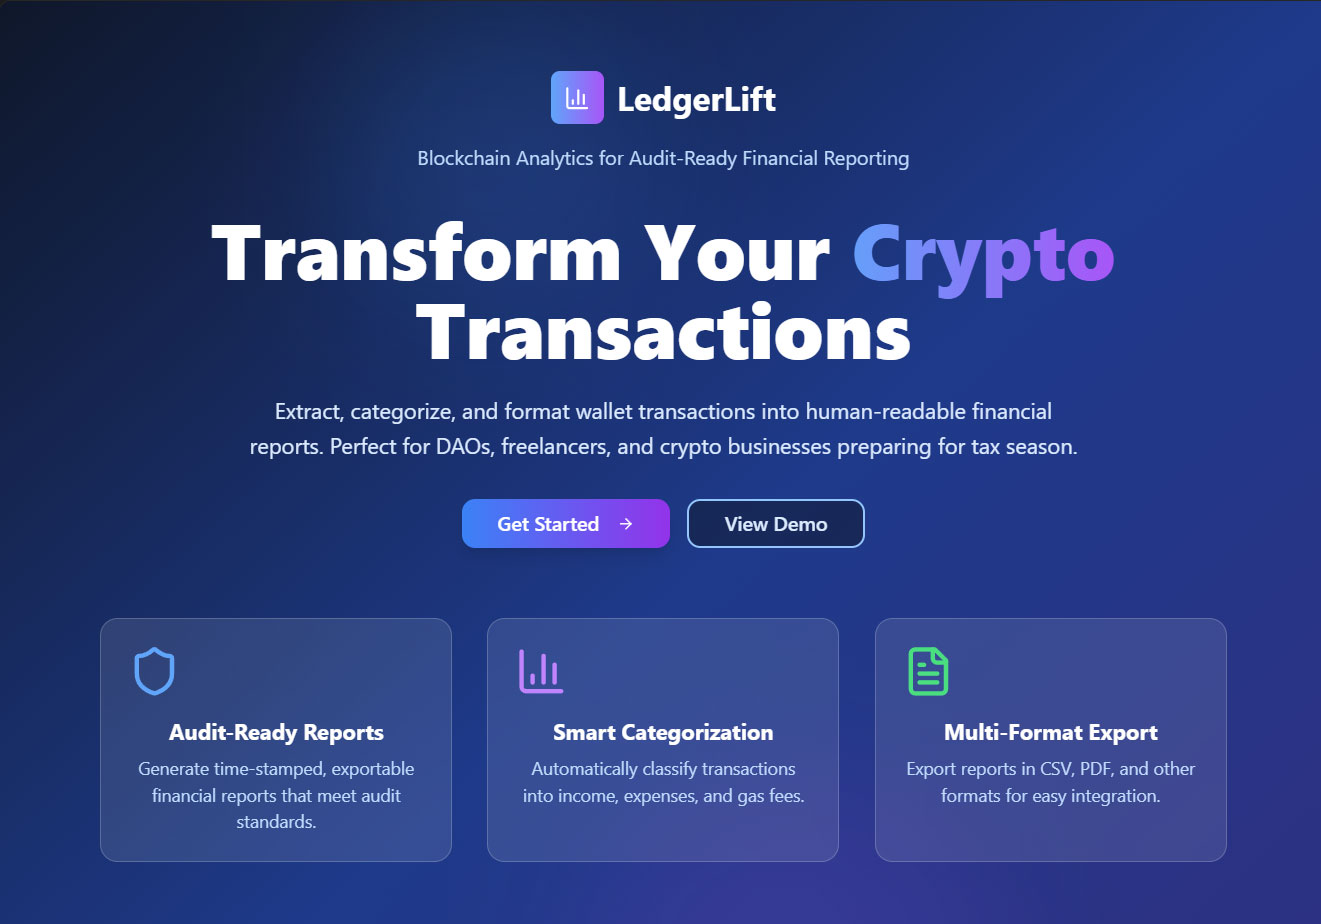 LedgerLift
Blockchain Analytics for Audit-Ready Financial Reporting
Transform Your Crypto
Transactions
Extract, categorize, and format wallet transactions into human-readable financial
reports. Perfect for DAOs, freelancers, and crypto businesses preparing for tax season.
Get Started
View Demo
Audit-Ready Reports
Generate time-stamped, exportable
financial reports that meet audit
standards.
Smart Categorization
Automatically classify transactions
into income, expenses, and gas fees.
Multi-Format Export
Export reports in CSV, PDF, and other
formats for easy integration.